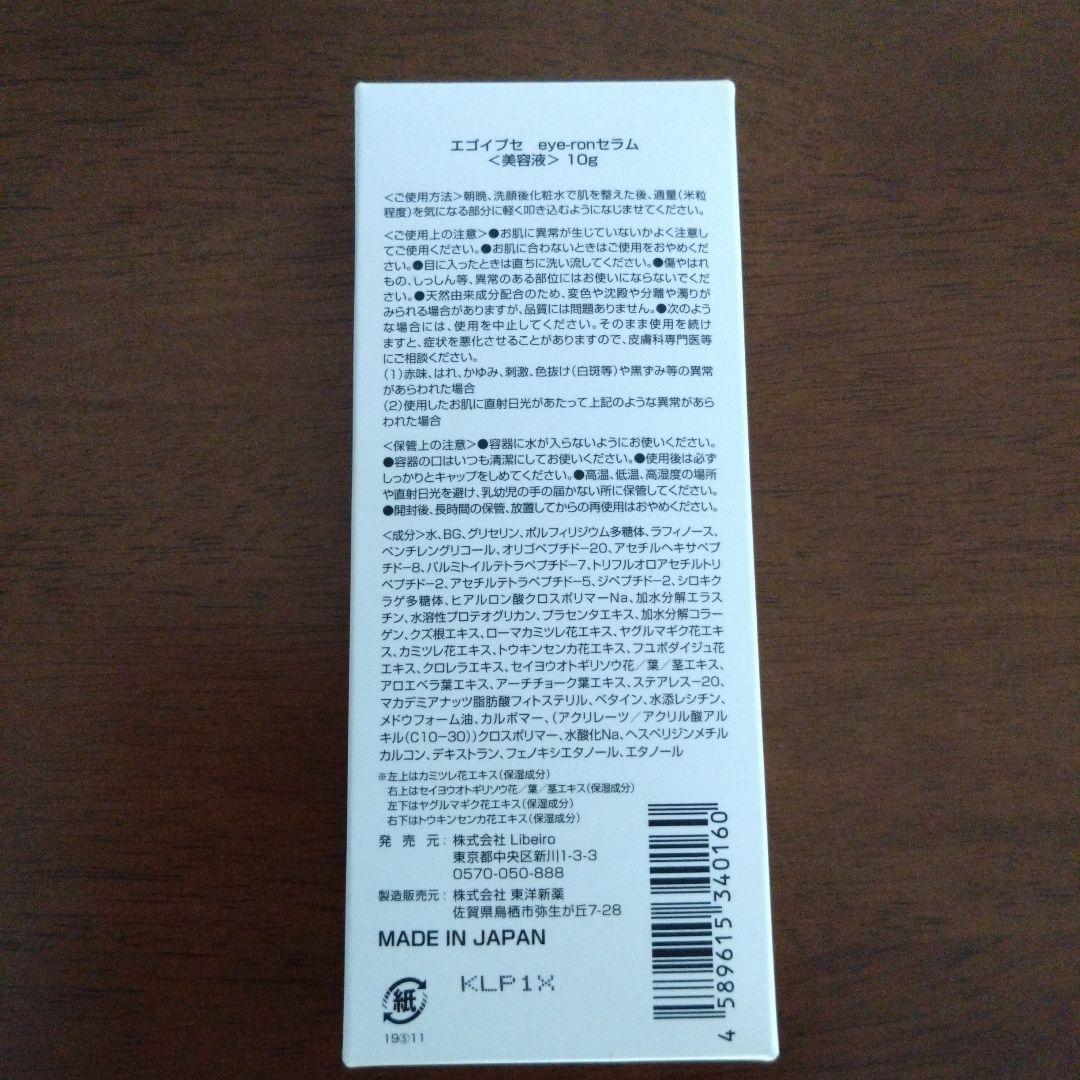 エゴイプセ　eye-ronセラム
＜美容液＞ 10g
＜ご使用方法＞朝晩、洗顔後化粧水で肌を整えた後、適量（米粒
程度）を気になる部分に軽く叩き込むようになじませてください。
＜ご使用上の注意＞●お肌に異常が生じていないかよく注意し
てご使用ください。●お肌に合わないときはご使用をおやめくだ
さい。●目に入ったときは直ちに洗い流してください。●傷やはれ
もの、しっしん等、異常のある部位にはお使いにならないでくだ
さい。●天然由来成分配合のため、変色や沈殿や分離や濁りが
みられる場合がありますが、品質には問題ありません。●次のよう
な場合には、使用を中止してください。そのまま使用を続け
ますと、症状を悪化させることがありますので、皮膚科専門医等
にご相談ください。
（1）赤味、はれ、かゆみ、刺激、色抜け（白斑等）や黒ずみ等の異常
があらわれた場合
（2）使用したお肌に直射日光があたって上記のような異常があら
われた場合
＜保管上の注意＞●容器に水が入らないようにお使いください。
●容器の口はいつも清潔にしてお使いください。●使用後は必ず
しっかりとキャップをしめてください。●高温、低温、高湿度の場所
や直射日光を避け、乳幼児の手の届かない所に保管してください。
●開封後、長時間の保管、放置してからの再使用はおやめください。
＜成分＞水、BG、グリセリン、ポルフィリジウム多糖体、ラフィノース、
ペンチレングリコール、オリゴペプチド-20、アセチルヘキサペプ
チド-8、パルミトイルテトラペプチド-7、トリフルオロアセチルトリ
ペプチド-2、アセチルテトラペプチド-5、ジペプチド-2、シロキク
ラゲ多糖体、ヒアルロン酸クロスポリマーNa、加水分解エラス
チン、水溶性プロテオグリカン、プラセンタエキス、加水分解コラー
ゲン、クズ根エキス、ローマカミツレ花エキス、ヤグルマギク花エキ
ス、カミツレ花エキス、トウキンセンカ花エキス、フユボダイジュ花
エキス、クロレラエキス、セイヨウオトギリソウ花／葉／茎エキス、
アロエベラ葉エキス、アーチチョーク葉エキス、ステアレス-20、
マカデミアナッツ脂肪酸フィトステリル、ベタイン、水添レシチン、
メドウフォーム油、カルボマー、（アクリレーツ／アクリル酸アル
キル（C10-30））クロスポリマー、水酸化Na、ヘスペリジンメチル
カルコン、デキストラン、フェノキシエタノール、エタノール
※左上はカミツレ花エキス（保湿成分）
右上はセイヨウオトギリソウ花／葉／茎エキス（保湿成分）
左下はヤグルマギク花エキス（保湿成分）
右下はトウキンセンカ花エキス（保湿成分）
発　売　元：株式会社 Libeiro
東京都中央区新川1-3-3
0570-050-888
製造販売元：株式会社 東洋新薬
佐賀県鳥栖市弥生が丘7-28
MADE IN JAPAN
紙
KLP1X
19⑤11
4 589615 340160